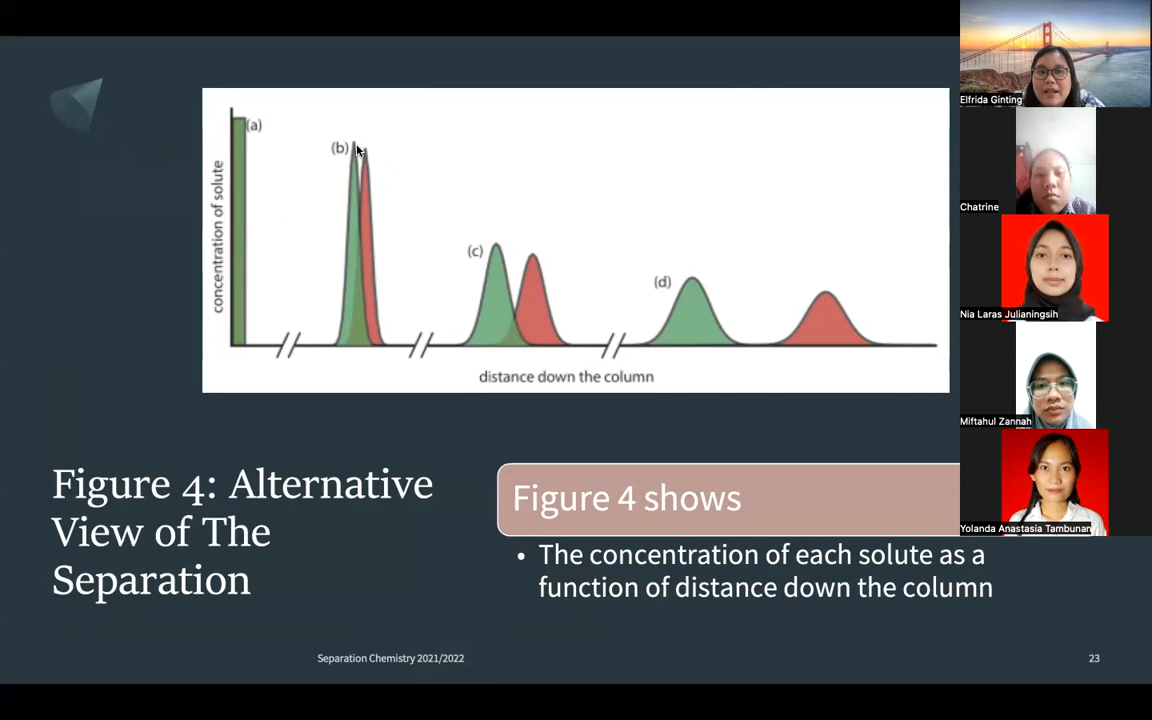 (a)
(b)
(c)
(d)
concentration of solute
distance down the column
Figure 4: Alternative
View of The
Separation
Figure 4 shows
• The concentration of each solute as a
function of distance down the column
Separation Chemistry 2021/2022
23
Elfrida Ginting
Chatrine
Nia Laras Julianingsih
Miftahul Zannah
Yolanda Anastasia Tambunan